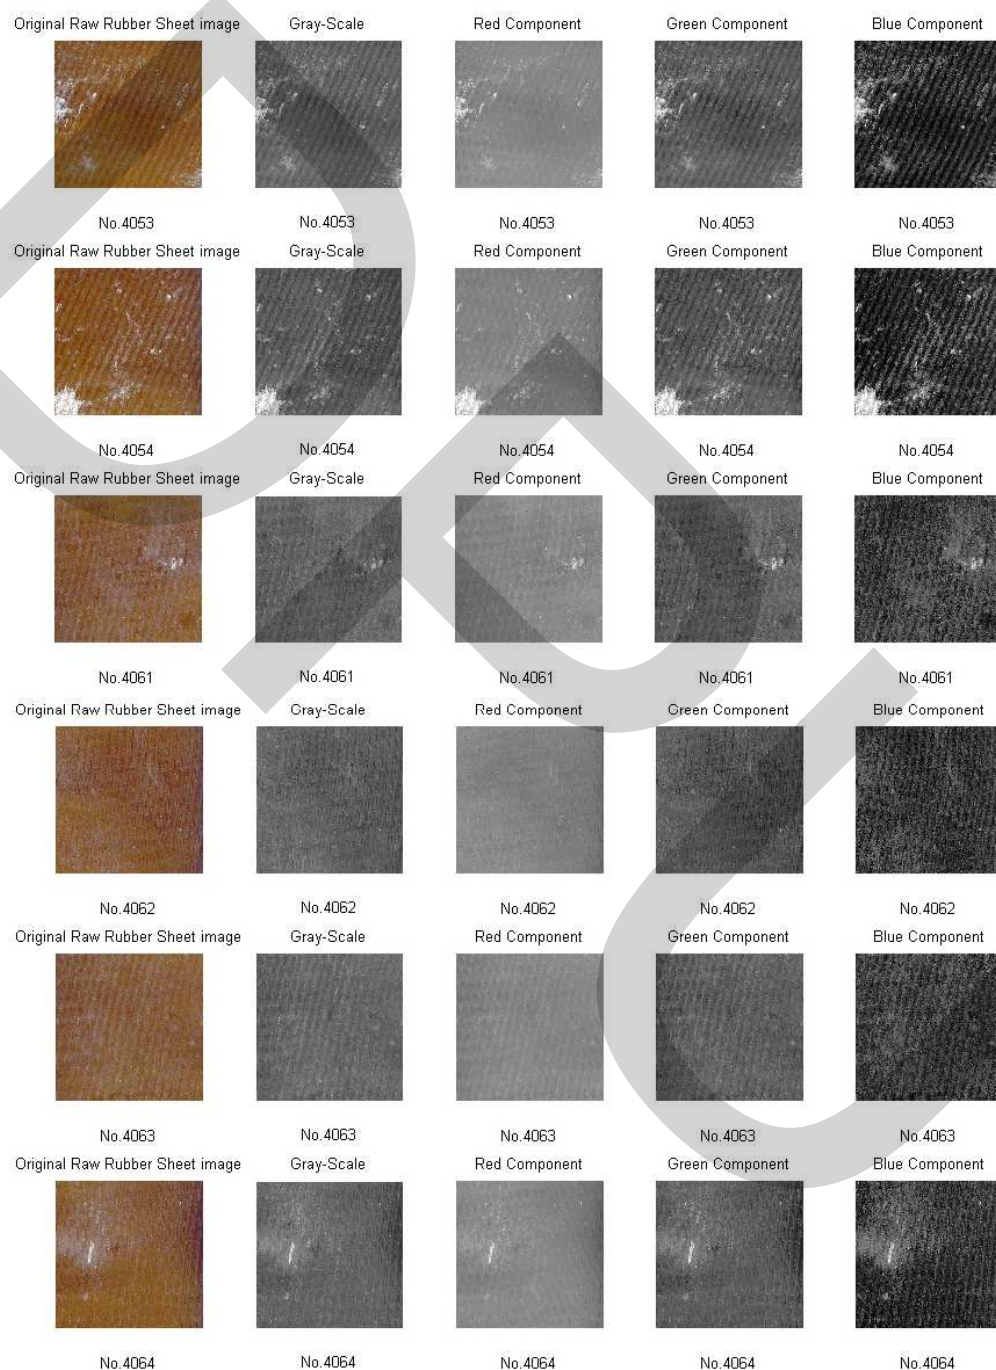 Original Raw Rubber Sheet image Gray-Scale Red Component Green Component Blue Component
No.4053 No.4053 No.4053 No.4053 No.4053
Original Raw Rubber Sheet image Gray-Scale Red Component Green Component Blue Component
No.4054 No.4054 No.4054 No.4054 No.4054
Original Raw Rubber Sheet image Gray-Scale Red Component Green Component Blue Component
No.4061 No.4061 No.4061 No.4061 No.4061
Original Raw Rubber Sheet image Gray-Scale Red Component Green Component Blue Component
No.4062 No.4062 No.4062 No.4062 No.4062
Original Raw Rubber Sheet image Gray-Scale Red Component Green Component Blue Component
No.4063 No.4063 No.4063 No.4063 No.4063
Original Raw Rubber Sheet image Gray-Scale Red Component Green Component Blue Component
No.4064 No.4064 No.4064 No.4064 No.4064